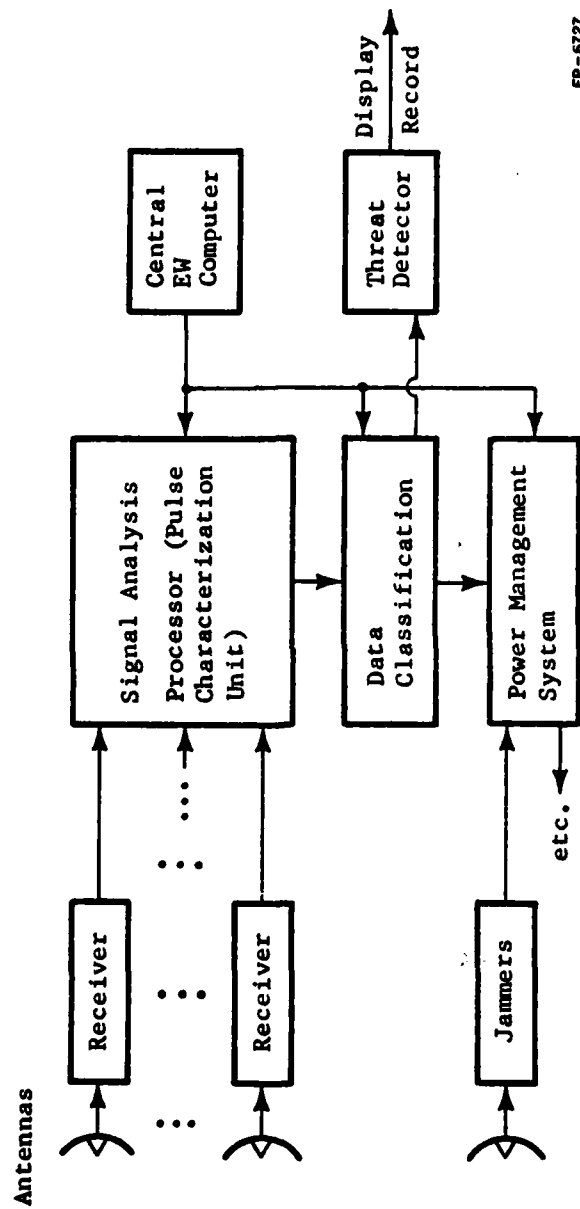 Antennas
Receiver
Receiver
Jammers
Signal Analysis
Processor (Pulse
Characterization
Unit)
Data
Classification
Power Management
System
etc.
Central
EW
Computer
Threat
Detector
Display
Record